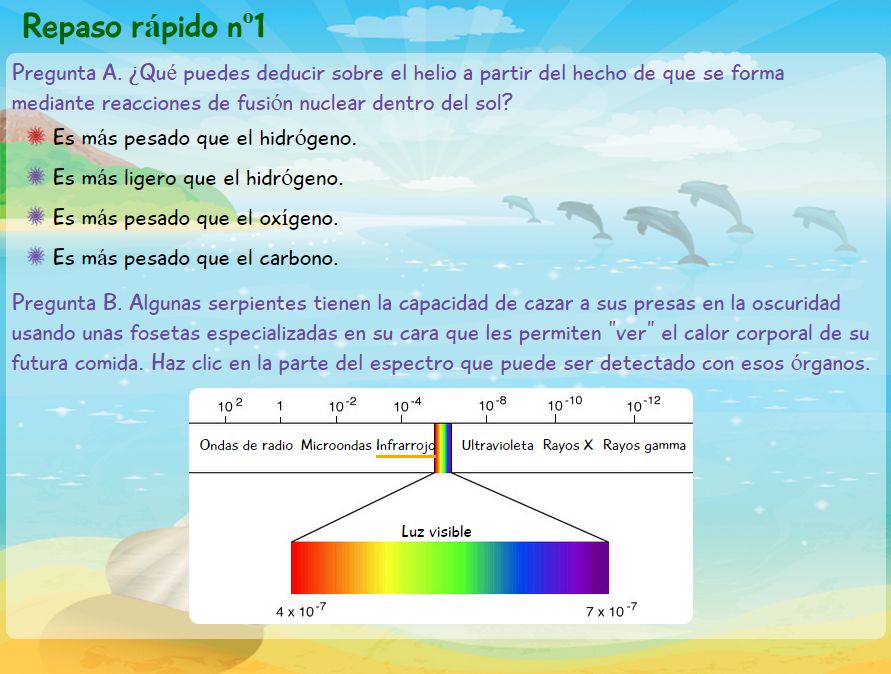 Repaso rápido nº1
Pregunta A. ¿Qué puedes deducir sobre el helio a partir del hecho de que se forma
mediante reacciones de fusión nuclear dentro del sol?
Es más pesado que el hidrógeno.
Es más ligero que el hidrógeno.
Es más pesado que el oxígeno.
Es más pesado que el carbono.
Pregunta B. Algunas serpientes tienen la capacidad de cazar a sus presas en la oscuridad
usando unas fosetas especializadas en su cara que les permiten "ver" el calor corporal de su
futura comida. Haz clic en la parte del espectro que puede ser detectado con esos órganos.
10² 1 10⁻² 10⁻⁴ 10⁻⁸ 10⁻¹⁰ 10⁻¹²
Ondas de radio Microondas Infrarrojo Ultravioleta Rayos X Rayos gamma
Luz visible
4 x 10⁻⁷ 7 x 10⁻⁷